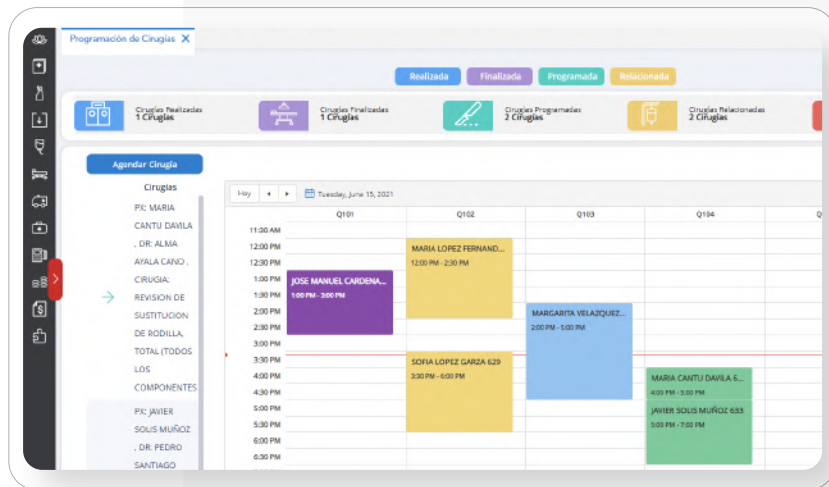 Programación de Cirugías X
Realizada Finalizada Programada Relacionada
Cirugías Realizadas
1 Cirugías
Cirugías Finalizadas
1 Cirugías
Cirugías Programadas
2 Cirugías
Cirugías Relacionadas
2 Cirugías
Agendar Cirugía
Cirugías
PX: MARIA
CANTU DAVILA
, DR: ALMA
AYALA CANO ,
CIRUGIA:
REVISION DE
SUSTITUCION
DE RODILLA,
TOTAL (TODOS
LOS
COMPONENTES
PX: JAVIER
SOLIS MUÑOZ
, DR: PEDRO
SANTIAGO
Hoy Tuesday, June 15, 2021
Q101 Q102 Q103 Q104 Q
11:30 AM
12:00 PM
12:30 PM
1:00 PM
1:30 PM
2:00 PM
2:30 PM
3:00 PM
3:30 PM
4:00 PM
4:30 PM
5:00 PM
5:30 PM
6:00 PM
6:30 PM
JOSE MANUEL CARDENA...
1:00 PM - 3:00 PM
MARIA LOPEZ FERNAND...
12:00 PM - 2:30 PM
SOFIA LOPEZ GARZA 629
3:30 PM - 6:00 PM
MARGARITA VELAZQUEZ...
2:00 PM - 5:00 PM
MARIA CANTU DAVILA 6...
4:00 PM - 5:00 PM
JAVIER SOLIS MUÑOZ 633
5:00 PM - 7:00 PM